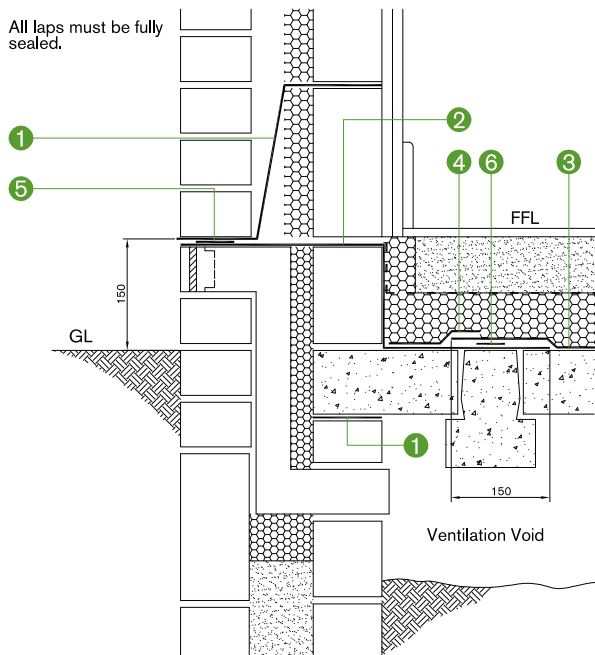 All laps must be fully
sealed.
1
2
4
6
3
5
FFL
150
GL
1
150
Ventilation Void